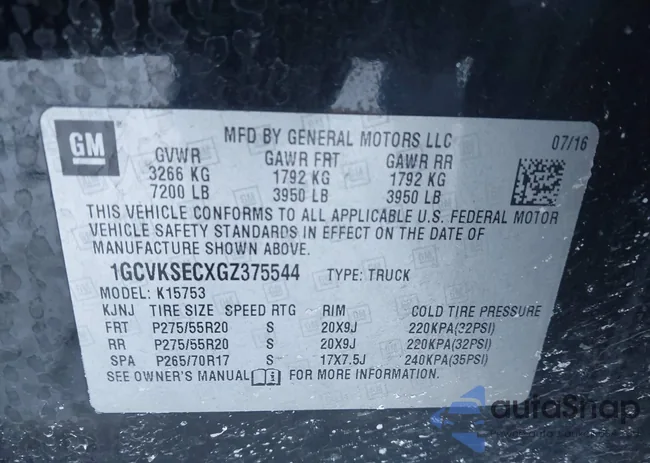 GM
MFD BY GENERAL MOTORS LLC 07/16
GVWR GAWR FRT GAWR RR
3266 KG 1792 KG 1792 KG
7200 LB 3950 LB 3950 LB
THIS VEHICLE CONFORMS TO ALL APPLICABLE U.S. FEDERAL MOTOR
VEHICLE SAFETY STANDARDS IN EFFECT ON THE DATE OF
MANUFACTURE SHOWN ABOVE.
1GCVKSECXGZ375544 TYPE: TRUCK
MODEL: K15753
KJNJ TIRE SIZE SPEED RTG RIM COLD TIRE PRESSURE
FRT P275/55R20 S 20X9J 220KPA(32PSI)
RR P275/55R20 S 20X9J 220KPA(32PSI)
SPA P265/70R17 S 17X7.5J 240KPA(35PSI)
SEE OWNER'S MANUAL FOR MORE INFORMATION.
autoSnap